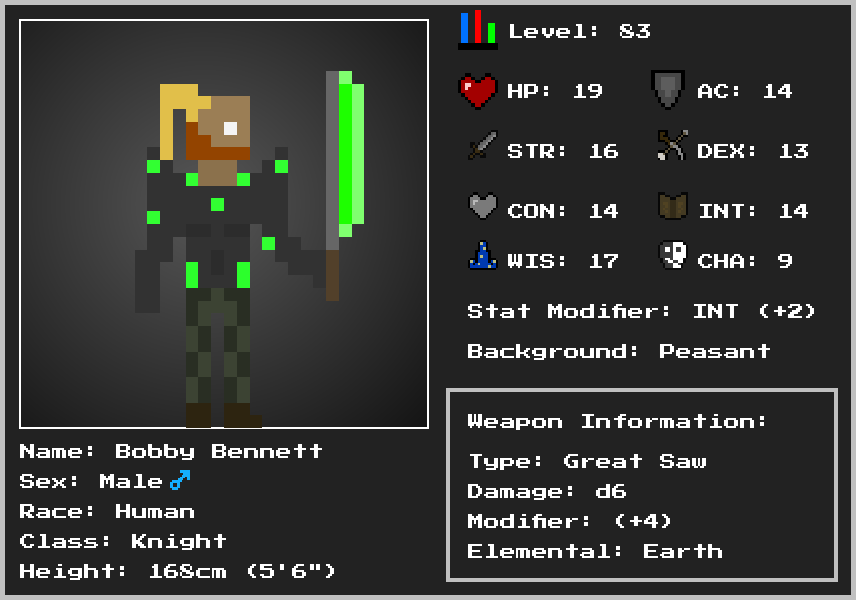 Level: 83
HP: 19 AC: 14
STR: 16 DEX: 13
CON: 14 INT: 14
WIS: 17 CHA: 9
Stat Modifier: INT (+2)
Background: Peasant
Weapon Information:
Type: Great Saw
Damage: d6
Modifier: (+4)
Elemental: Earth
Name: Bobby Bennett
Sex: Male♂
Race: Human
Class: Knight
Height: 168cm (5'6")